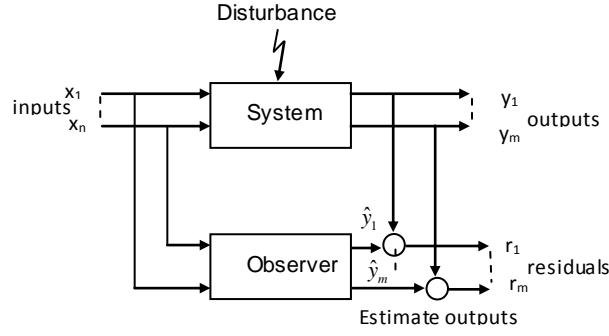 Disturbance
x₁
inputs
xₙ
System
y₁
outputs
yₘ
ŷ₁
Observer
ŷₘ
r₁
residuals
rₘ
Estimate outputs